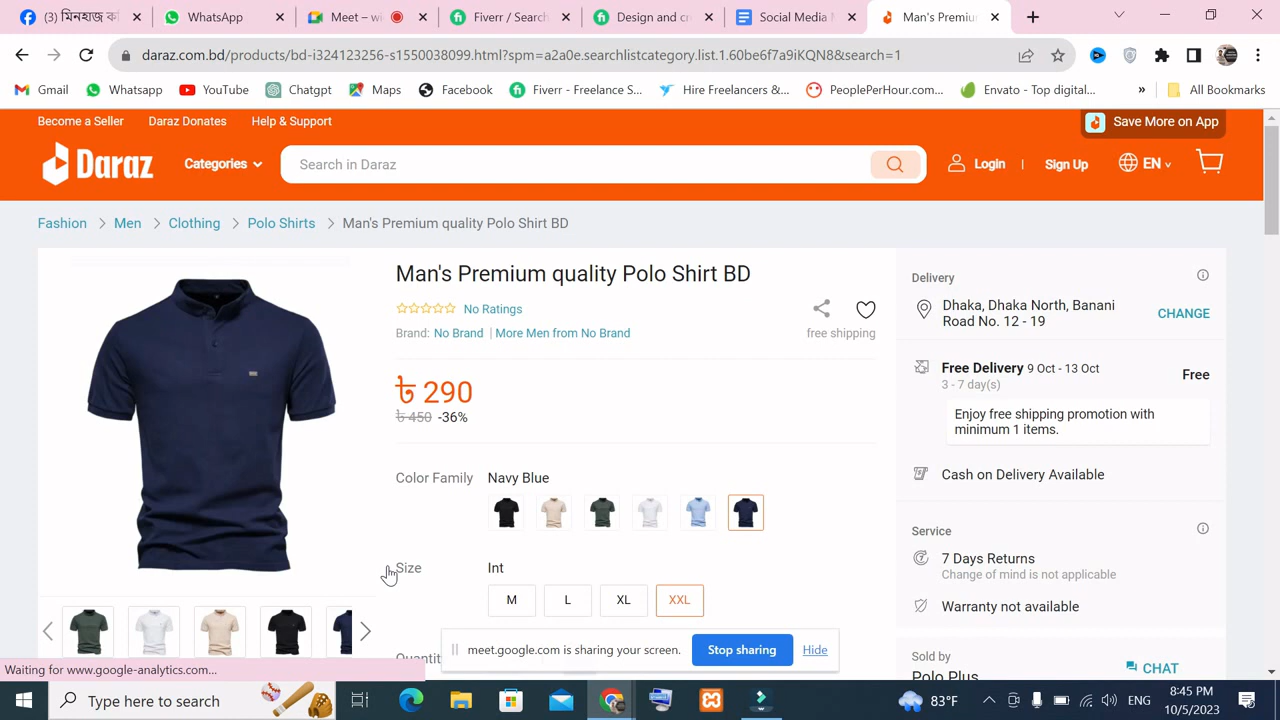 (3) মিনহাজ কা
WhatsApp
Meet – wi
Fiverr / Search
Design and cr
Social Media M
Man's Premiu
daraz.com.bd/products/bd-i324123256-s1550038099.html?spm=a2a0e.searchlistcategory.list.1.60be6f7a9iKQN8&search=1
Gmail
Whatsapp
YouTube
Chatgpt
Maps
Facebook
Fiverr - Freelance S...
Hire Freelancers &...
PeoplePerHour.com...
Envato - Top digital...
»
All Bookmarks
Become a Seller
Daraz Donates
Help & Support
Save More on App
Daraz
Categories
Search in Daraz
Login
|
Sign Up
EN
Fashion > Men > Clothing > Polo Shirts > Man's Premium quality Polo Shirt BD
Man's Premium quality Polo Shirt BD
No Ratings
free shipping
Brand: No Brand | More Men from No Brand
৳ 290
৳ 450 -36%
Color Family Navy Blue
Size Int
M L XL XXL
Delivery
Dhaka, Dhaka North, Banani
Road No. 12 - 19
CHANGE
Free Delivery 9 Oct - 13 Oct
Free
3 - 7 day(s)
Enjoy free shipping promotion with
minimum 1 items.
Cash on Delivery Available
Service
7 Days Returns
Change of mind is not applicable
Warranty not available
Sold by
Polo Plus
CHAT
meet.google.com is sharing your screen.
Stop sharing
Hide
Waiting for www.google-analytics.com...
Type here to search
83°F
ENG
8:45 PM
10/5/2023